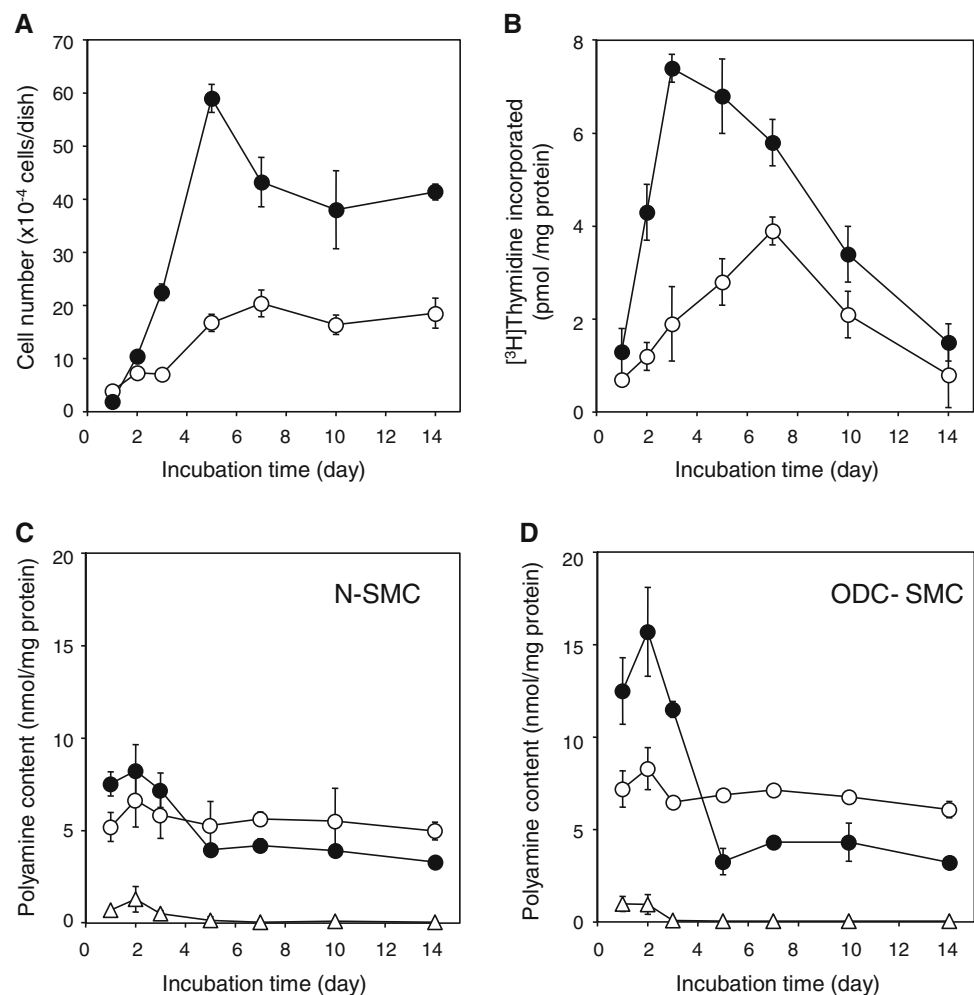 A
Cell number (x10⁻⁴ cells/dish)
70
60
50
40
30
20
10
0
0 2 4 6 8 10 12 14
Incubation time (day)
B
[³H]Thymidine incorporated
(pmol /mg protein)
8
6
4
2
0
0 2 4 6 8 10 12 14
Incubation time (day)
C
N-SMC
Polyamine content (nmol/mg protein)
20
15
10
5
0
0 2 4 6 8 10 12 14
Incubation time (day)
D
ODC- SMC
Polyamine content (nmol/mg protein)
20
15
10
5
0
0 2 4 6 8 10 12 14
Incubation time (day)